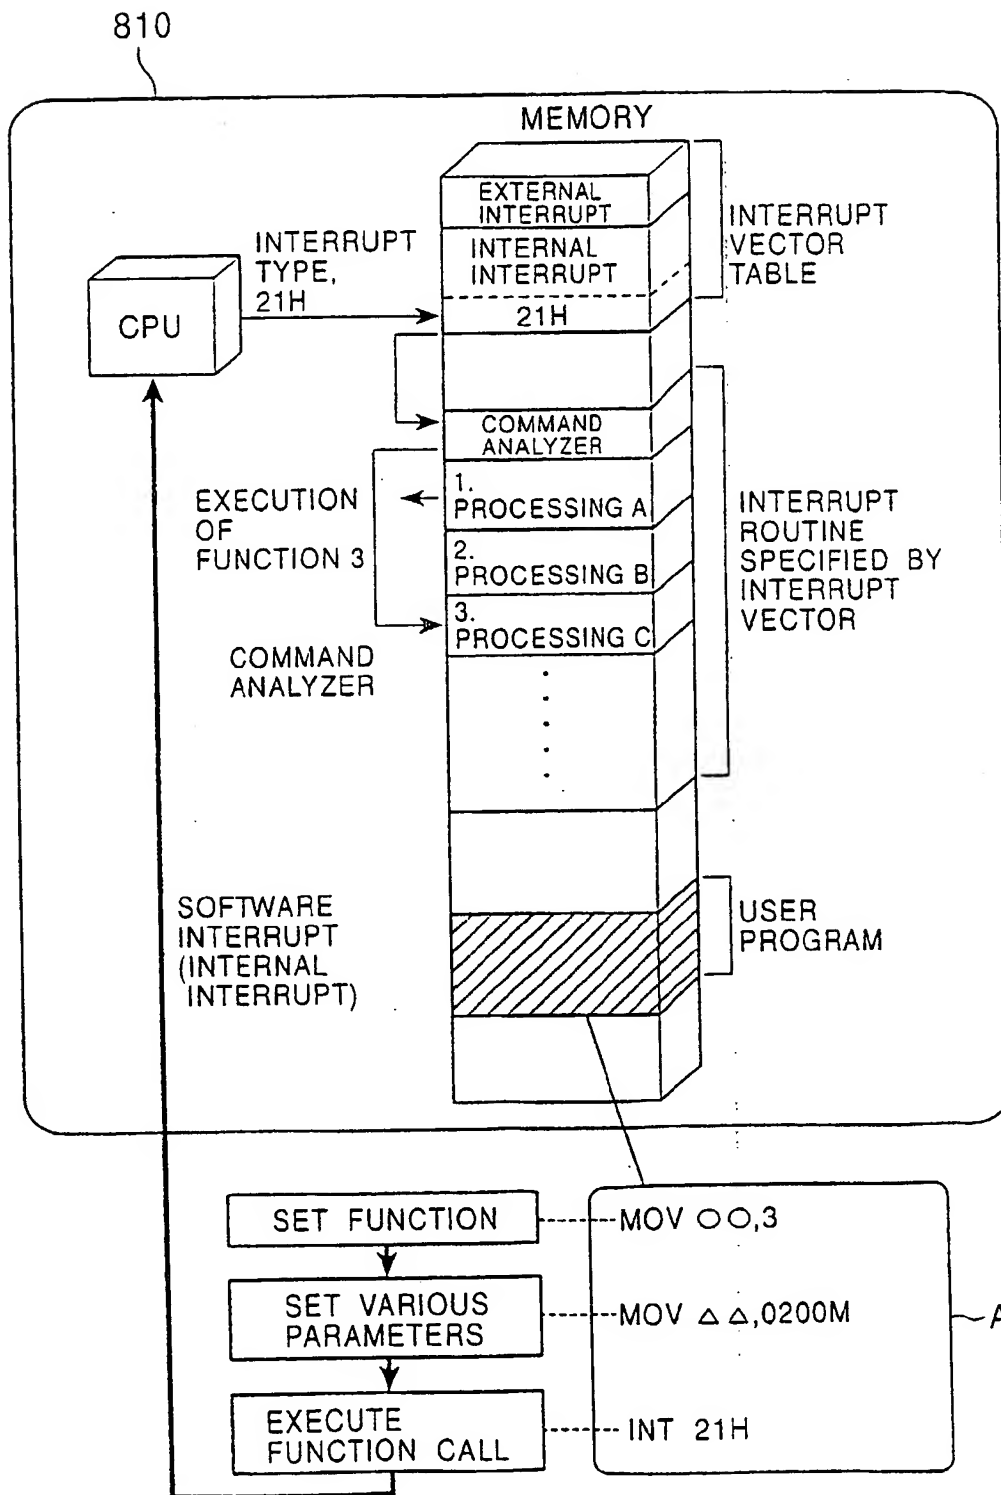 810
MEMORY
EXTERNAL
INTERRUPT
INTERNAL
INTERRUPT
21H
INTERRUPT
VECTOR
TABLE
INTERRUPT
TYPE,
21H
CPU
COMMAND
ANALYZER
1.
PROCESSING A
2.
PROCESSING B
3.
PROCESSING C
EXECUTION
OF
FUNCTION 3
COMMAND
ANALYZER
INTERRUPT
ROUTINE
SPECIFIED BY
INTERRUPT
VECTOR
SOFTWARE
INTERRUPT
(INTERNAL
INTERRUPT)
USER
PROGRAM
SET FUNCTION
MOV ○○,3
SET VARIOUS
PARAMETERS
MOV △△,0200M
A
EXECUTE
FUNCTION CALL
INT 21H